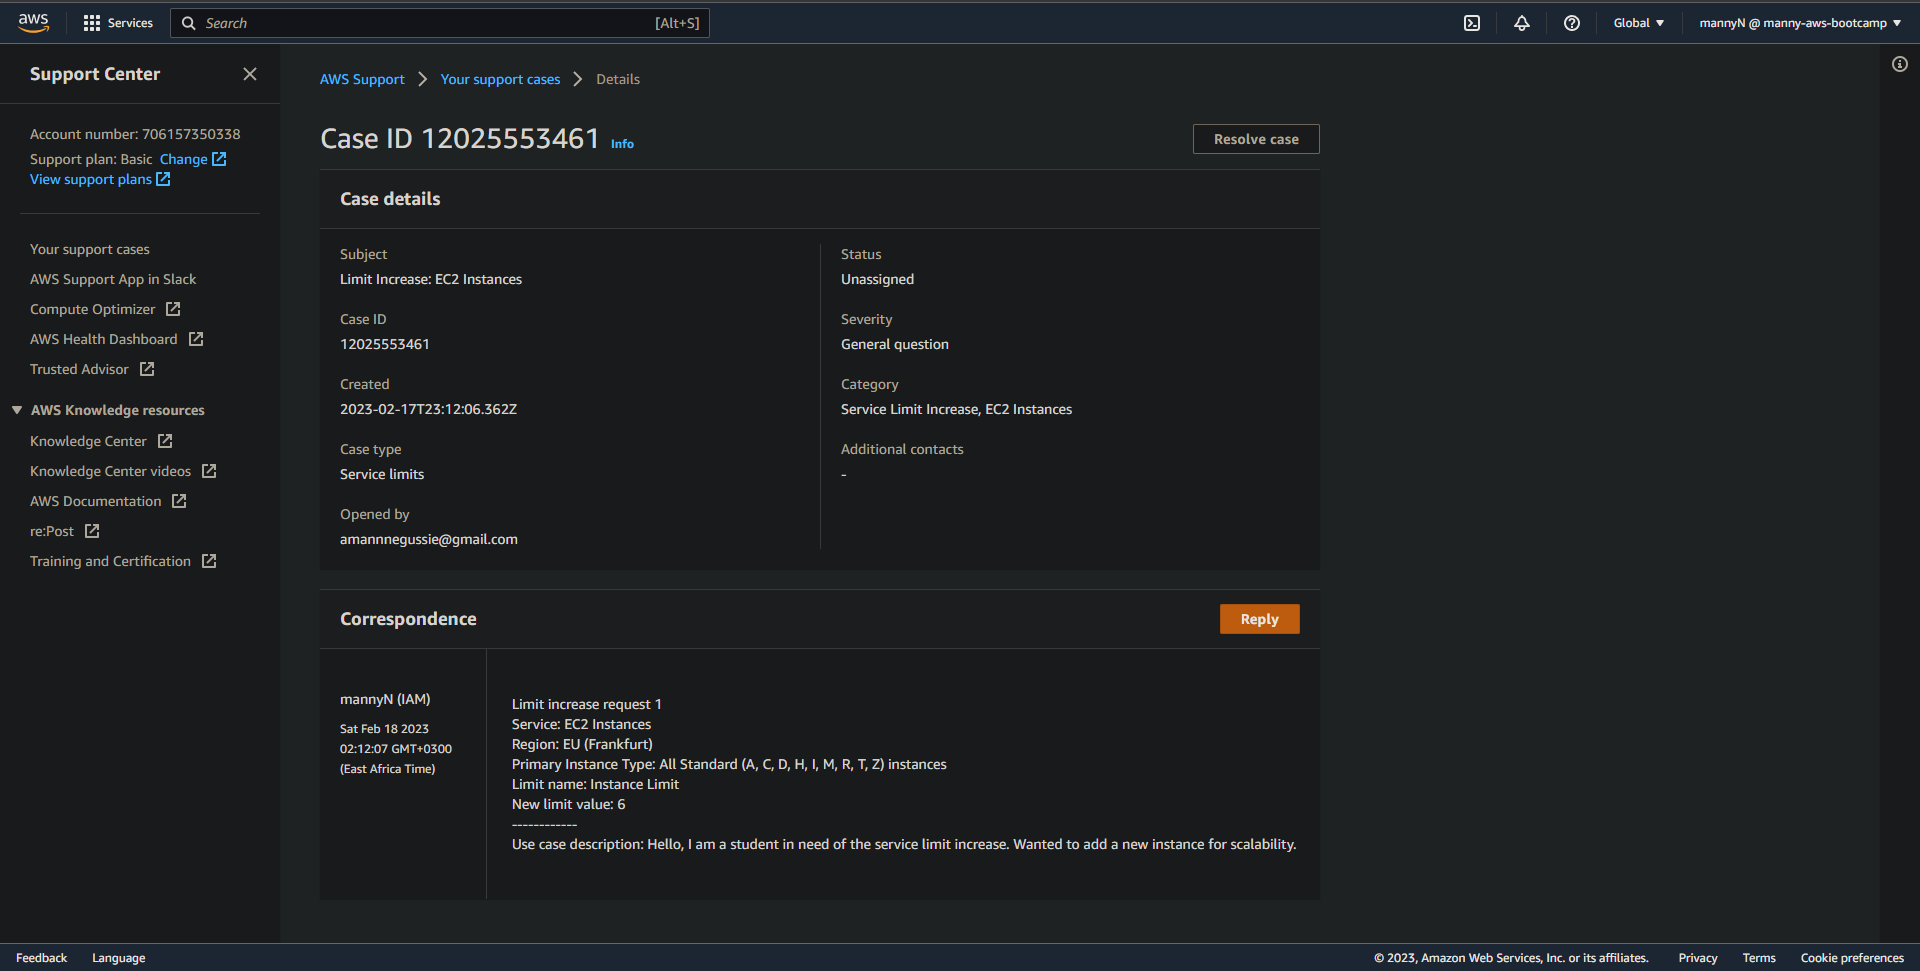 aws
Services
Search
[Alt+S]
Global
mannyN @ manny-aws-bootcamp
Support Center
Account number: 706157350338
Support plan: Basic Change
View support plans
Your support cases
AWS Support App in Slack
Compute Optimizer
AWS Health Dashboard
Trusted Advisor
AWS Knowledge resources
Knowledge Center
Knowledge Center videos
AWS Documentation
re:Post
Training and Certification
AWS Support
Your support cases
Details
Case ID 12025553461 Info
Resolve case
Case details
Subject
Limit Increase: EC2 Instances
Case ID
12025553461
Created
2023-02-17T23:12:06.362Z
Case type
Service limits
Opened by
amannnegussie@gmail.com
Status
Unassigned
Severity
General question
Category
Service Limit Increase, EC2 Instances
Additional contacts
-
Correspondence
Reply
mannyN (IAM)
Sat Feb 18 2023
02:12:07 GMT+0300
(East Africa Time)
Limit increase request 1
Service: EC2 Instances
Region: EU (Frankfurt)
Primary Instance Type: All Standard (A, C, D, H, I, M, R, T, Z) instances
Limit name: Instance Limit
New limit value: 6
------------
Use case description: Hello, I am a student in need of the service limit increase. Wanted to add a new instance for scalability.
Feedback
Language
© 2023, Amazon Web Services, Inc. or its affiliates.
Privacy
Terms
Cookie preferences